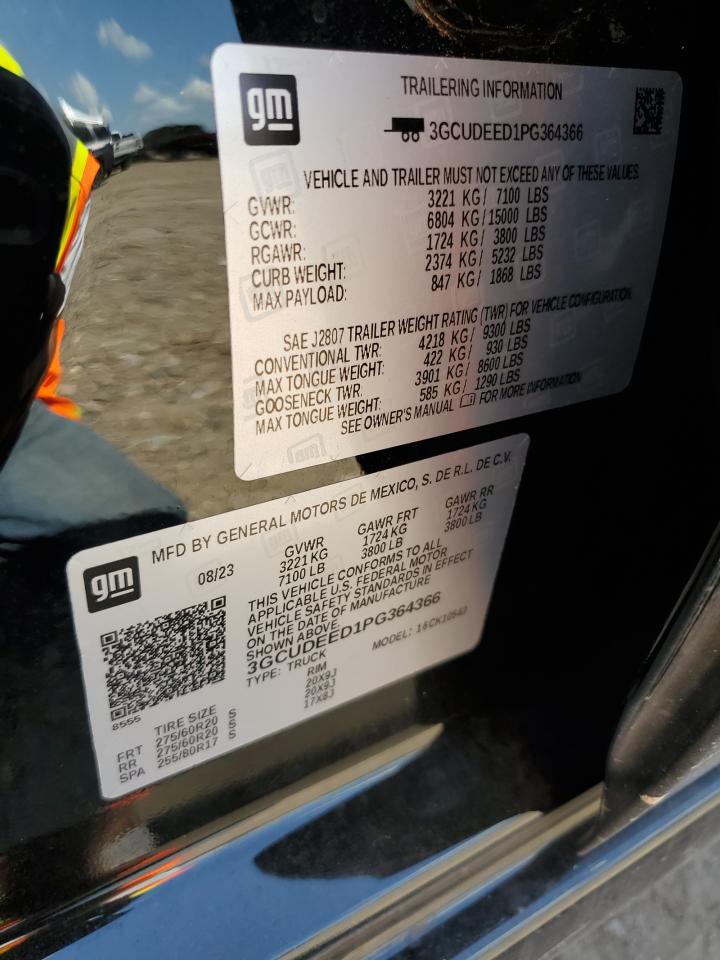 gm
TRAILERING INFORMATION
3GCUDEED1PG364366
VEHICLE AND TRAILER MUST NOT EXCEED ANY OF THESE VALUES
GVWR: 3221 KG/ 7100 LBS
GCWR: 6804 KG/15000 LBS
RGAWR: 1724 KG/ 3800 LBS
CURB WEIGHT: 2374 KG/ 5232 LBS
MAX PAYLOAD: 847 KG/ 1868 LBS
SAE J2807 TRAILER WEIGHT RATING (TWR) FOR VEHICLE CONFIGURATION
CONVENTIONAL TWR: 4218 KG/ 9300 LBS
MAX TONGUE WEIGHT: 422 KG/ 930 LBS
GOOSENECK TWR: 3901 KG/ 8600 LBS
MAX TONGUE WEIGHT: 585 KG/ 1290 LBS
SEE OWNER'S MANUAL FOR MORE INFORMATION
gm
MFD BY GENERAL MOTORS DE MEXICO, S. DE R.L. DE C.V.
08/23 GVWR GAWR FRT GAWR RR
3221 KG 1724 KG 1724 KG
7100 LB 3800 LB 3800 LB
THIS VEHICLE CONFORMS TO ALL
APPLICABLE U.S. FEDERAL MOTOR
VEHICLE SAFETY STANDARDS IN EFFECT
ON THE DATE OF MANUFACTURE
SHOWN ABOVE.
3GCUDEED1PG364366
TYPE: TRUCK MODEL: 16CK10543
8555
TIRE SIZE RIM
FRT 275/60R20 S 20X9J
RR 275/60R20 S 20X9J
SPA 255/80R17 S 17X8J